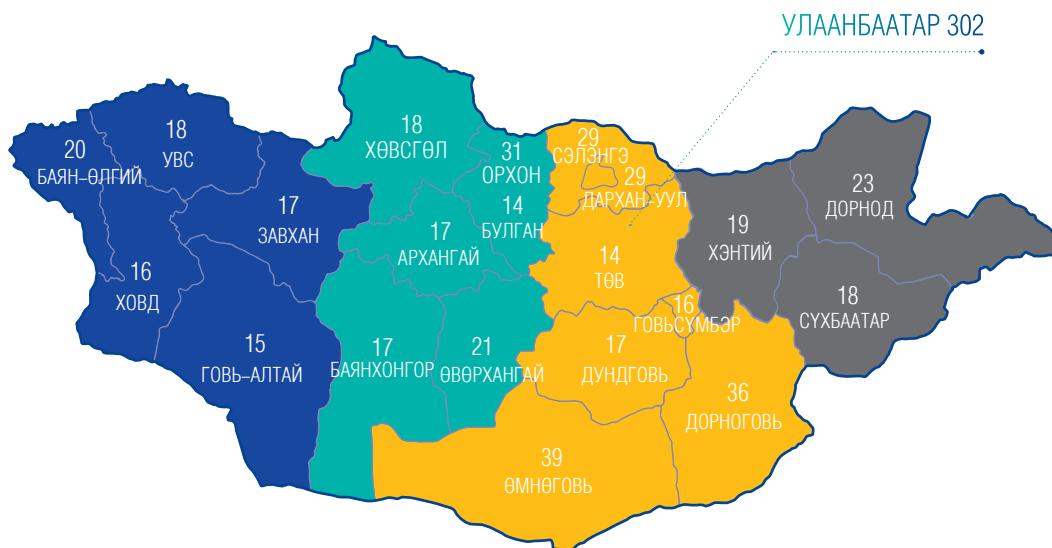 УЛААНБААТАР 302
20
БАЯН-ӨЛГИЙ
18
УВС
17
ЗАВХАН
16
ХОВД
15
ГОВЬ-АЛТАЙ
18
ХӨВСГӨЛ
31
ОРХОН
14
БУЛГАН
17
АРХАНГАЙ
17
БАЯНХОНГОР
21
ӨВӨРХАНГАЙ
29
СЭЛЭНГЭ
29
ДАРХАН-УУЛ
14
ТӨВ
16
ГОВЬСҮМБЭР
17
ДУНДГОВЬ
36
ДОРНОГОВЬ
39
ӨМНӨГОВЬ
19
ХЭНТИЙ
23
ДОРНОД
18
СҮХБААТАР